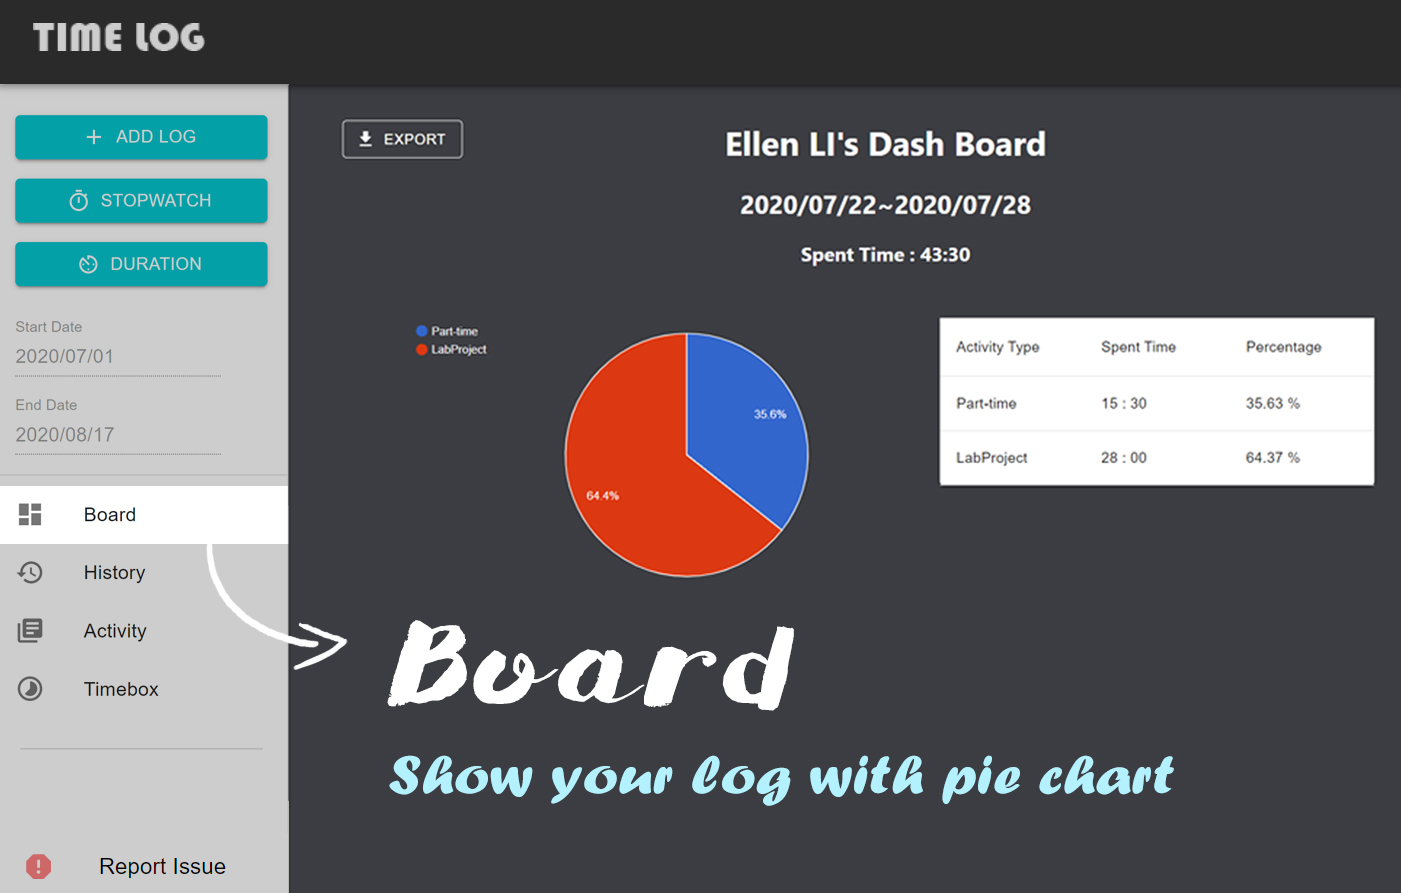 TIME LOG
ADD LOG
STOPWATCH
DURATION
Start Date
2020/07/01
End Date
2020/08/17
Board
History
Activity
Timebox
Report Issue
EXPORT
Ellen LI's Dash Board
2020/07/22~2020/07/28
Spent Time : 43:30
Part-time
LabProject
35.6%
64.4%
Activity Type Spent Time Percentage
Part-time 15 : 30 35.63 %
LabProject 28 : 00 64.37 %
Board
Show your log with pie chart